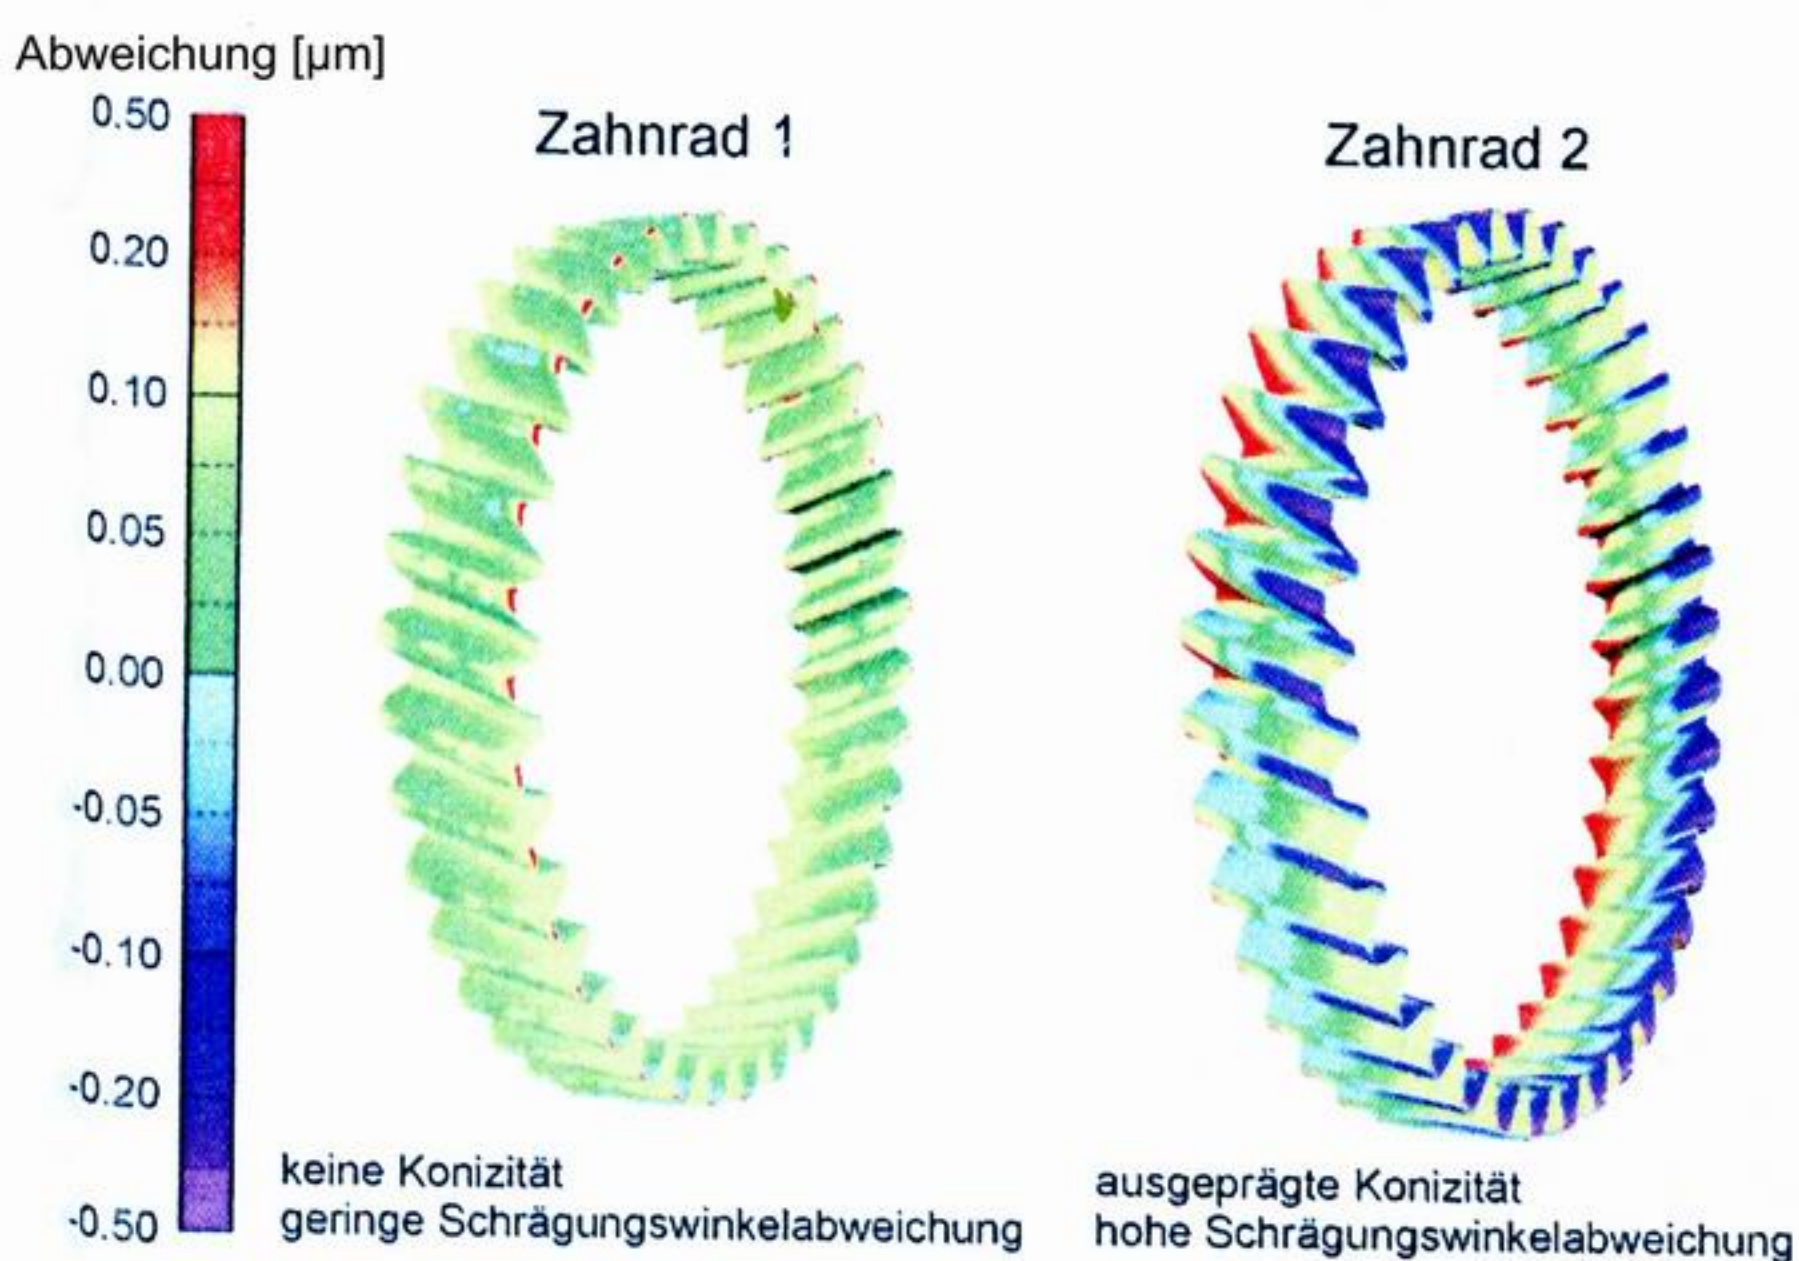 Abweichung [µm]
0.50
0.20
0.10
0.05
0.00
-0.05
-0.10
-0.20
-0.50
Zahnrad 1
Zahnrad 2
keine Konizität
geringe Schrägungswinkelabweichung
ausgeprägte Konizität
hohe Schrägungswinkelabweichung